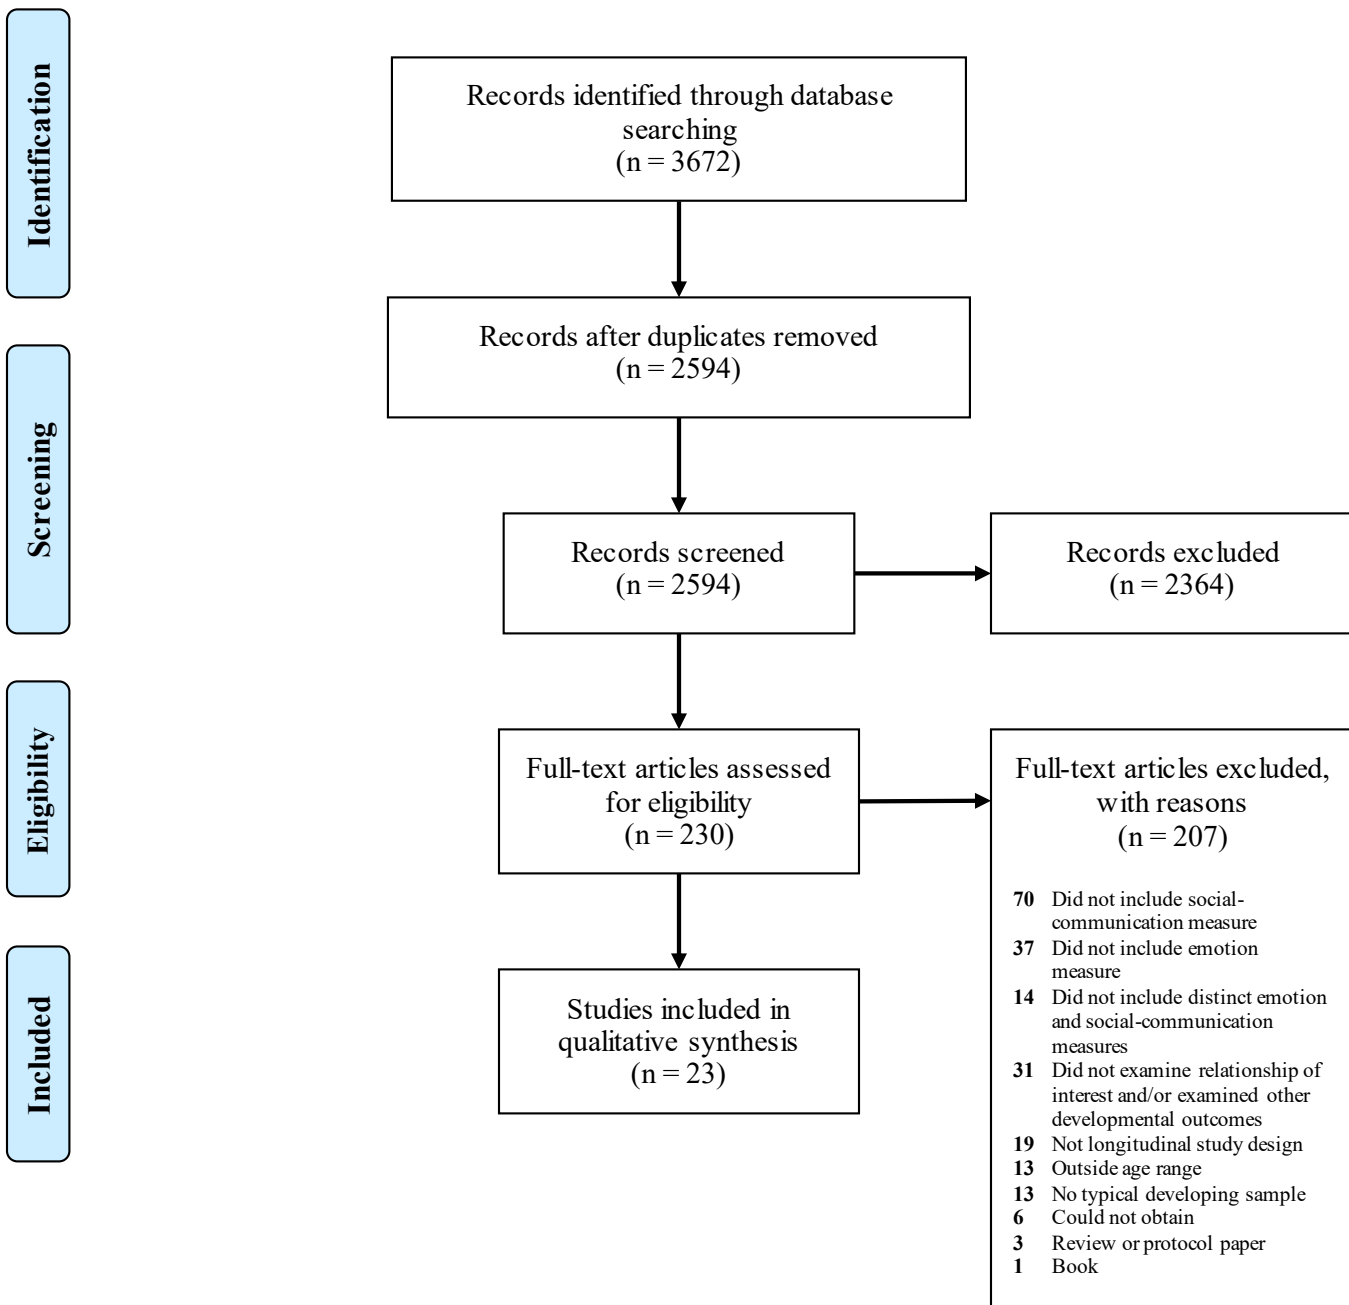 Identification
Records identified through database
searching
(n = 3672)
Records after duplicates removed
(n = 2594)
Screening
Records screened
(n = 2594)
Records excluded
(n = 2364)
Eligibility
Full-text articles assessed
for eligibility
(n = 230)
Full-text articles excluded,
with reasons
(n = 207)
70 Did not include social-
communication measure
37 Did not include emotion
measure
14 Did not include distinct emotion
and social-communication
measures
31 Did not examine relationship of
interest and/or examined other
developmental outcomes
19 Not longitudinal study design
13 Outside age range
13 No typical developing sample
6 Could not obtain
3 Review or protocol paper
1 Book
Included
Studies included in
qualitative synthesis
(n = 23)